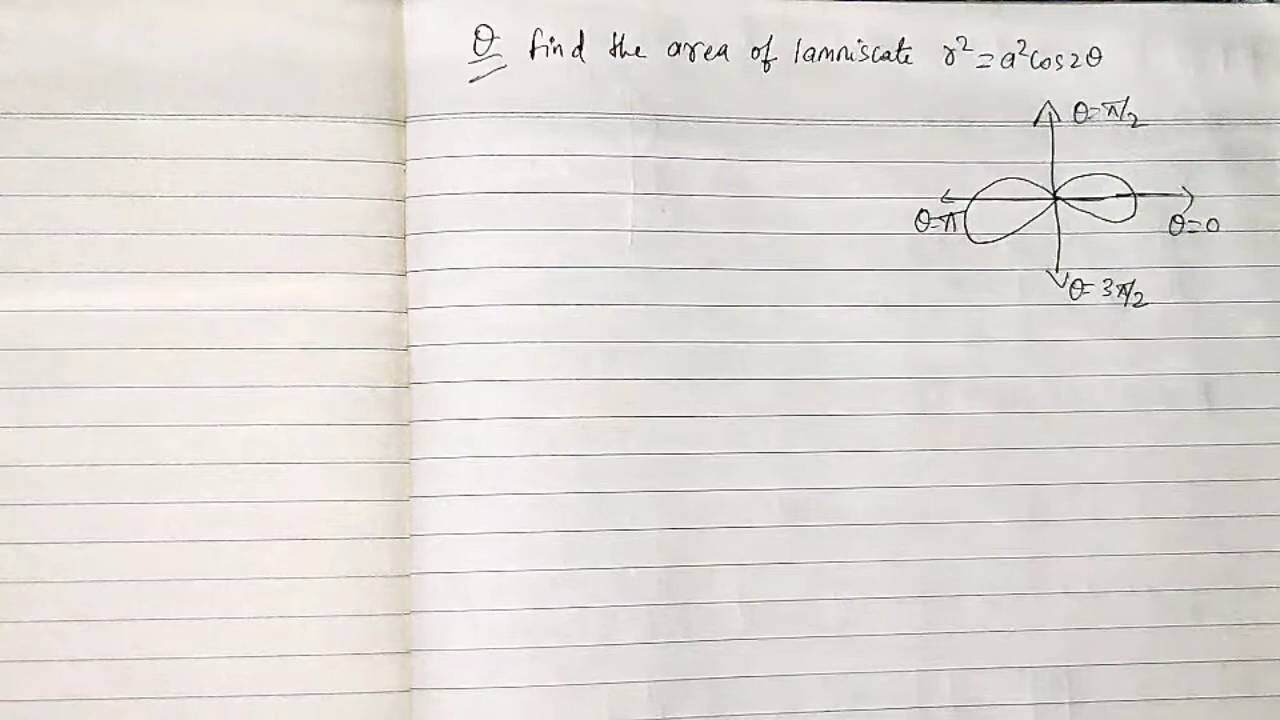 Q find the area of lamniscate r²=a²cos2θ
θ=π/2
θ=π
θ=0
θ=3π/2